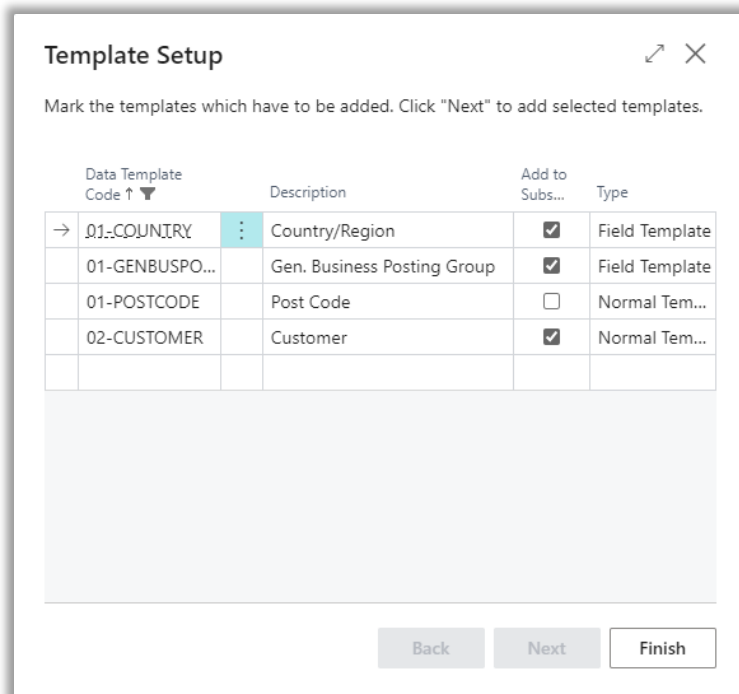 Template Setup
Mark the templates which have to be added. Click "Next" to add selected templates.
Data Template Code ↑ Description Add to Subs... Type
→ 01-COUNTRY Country/Region Field Template
01-GENBUSPO... Gen. Business Posting Group Field Template
01-POSTCODE Post Code Normal Tem...
02-CUSTOMER Customer Normal Tem...
Back Next Finish